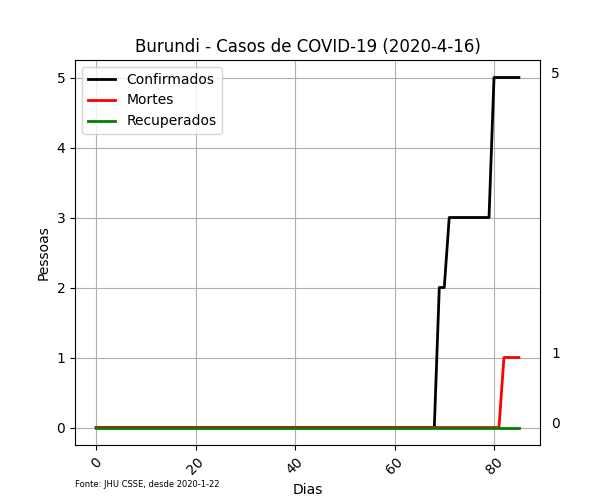 Burundi - Casos de COVID-19 (2020-4-16)
Confirmados
Mortes
Recuperados
5
4
3
2
1
0
Pessoas
5
1
0
0
20
40
60
80
Dias
Fonte: JHU CSSE, desde 2020-1-22